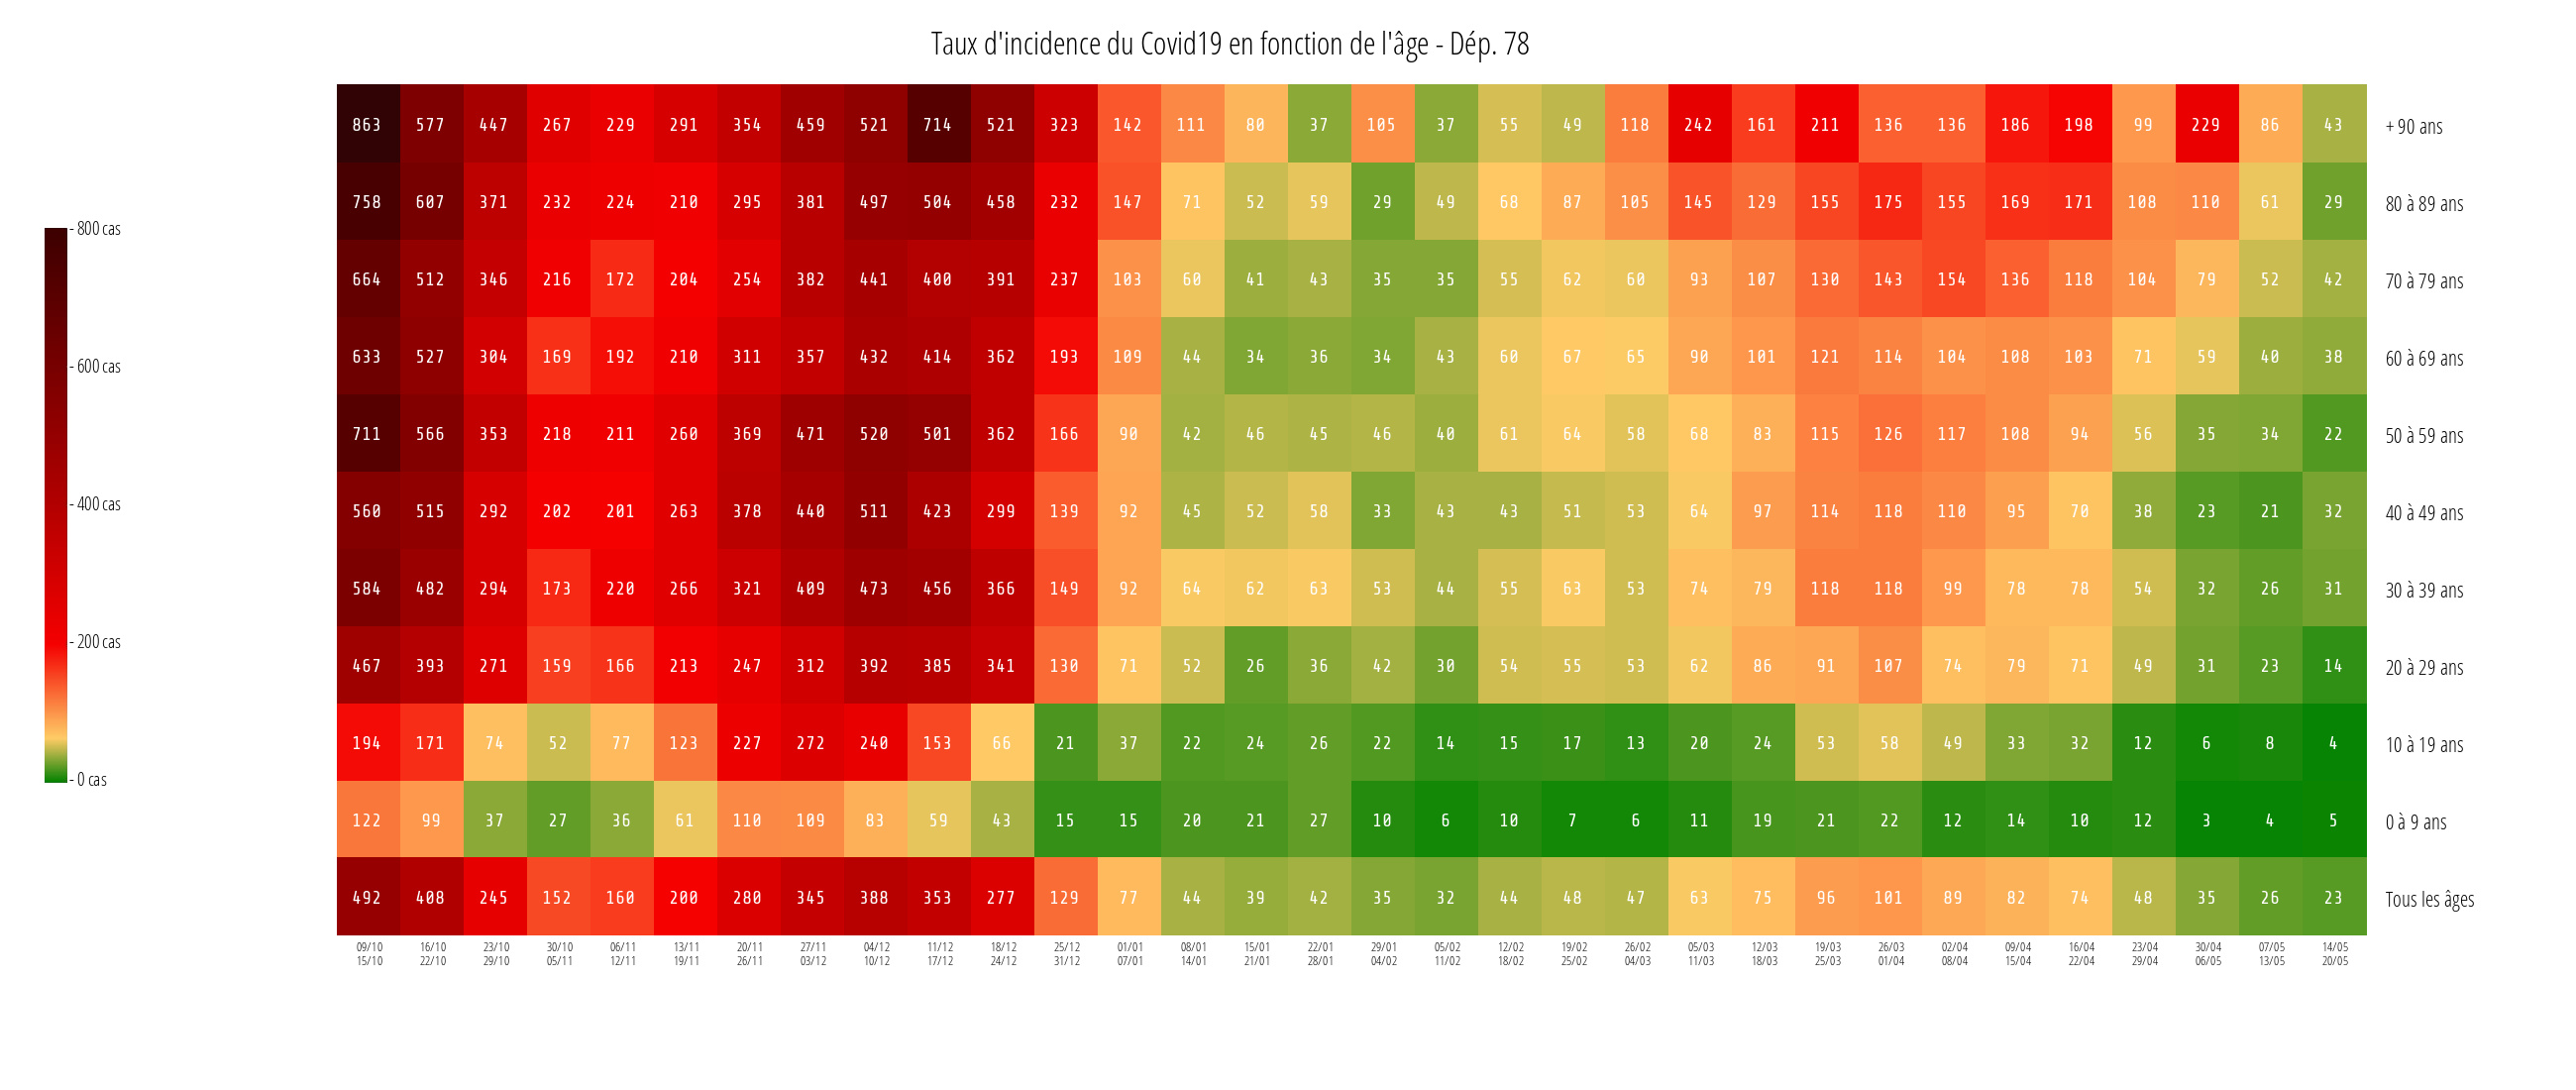 Taux d'incidence du Covid19 en fonction de l'âge - Dép. 78
863 577 447 267 229 291 354 459 521 714 521 323 142 111 80 37 105 37 55 49 118 242 161 211 136 136 186 198 99 229 86 43 + 90 ans
758 607 371 232 224 210 295 381 497 504 458 232 147 71 52 59 29 49 68 87 105 145 129 155 175 155 169 171 108 110 61 29 80 à 89 ans
- 800 cas
664 512 346 216 172 204 254 382 441 400 391 237 103 60 41 43 35 35 55 62 60 93 107 130 143 154 136 118 104 79 52 42 70 à 79 ans
633 527 304 169 192 210 311 357 432 414 362 193 109 44 34 36 34 43 60 67 65 90 101 121 114 104 108 103 71 59 40 38 60 à 69 ans
- 600 cas
711 566 353 218 211 260 369 471 520 501 362 166 90 42 46 45 46 40 61 64 58 68 83 115 126 117 108 94 56 35 34 22 50 à 59 ans
- 400 cas
560 515 292 202 201 263 378 440 511 423 299 139 92 45 52 58 33 43 43 51 53 64 97 114 118 110 95 70 38 23 21 32 40 à 49 ans
584 482 294 173 220 266 321 409 473 456 366 149 92 64 62 63 53 44 55 63 53 74 79 118 118 99 78 78 54 32 26 31 30 à 39 ans
- 200 cas
467 393 271 159 166 213 247 312 392 385 341 130 71 52 26 36 42 30 54 55 53 62 86 91 107 74 79 71 49 31 23 14 20 à 29 ans
194 171 74 52 77 123 227 272 240 153 66 21 37 22 24 26 22 14 15 17 13 20 24 53 58 49 33 32 12 6 8 4 10 à 19 ans
- 0 cas
122 99 37 27 36 61 110 109 83 59 43 15 15 20 21 27 10 6 10 7 6 11 19 21 22 12 14 10 12 3 4 5 0 à 9 ans
492 408 245 152 160 200 280 345 388 353 277 129 77 44 39 42 35 32 44 48 47 63 75 96 101 89 82 74 48 35 26 23 Tous les âges
09/10 16/10 23/10 30/10 06/11 13/11 20/11 27/11 04/12 11/12 18/12 25/12 01/01 08/01 15/01 22/01 29/01 05/02 12/02 19/02 26/02 05/03 12/03 19/03 26/03 02/04 09/04 16/04 23/04 30/04 07/05 14/05
15/10 22/10 29/10 05/11 12/11 19/11 26/11 03/12 10/12 17/12 24/12 31/12 07/01 14/01 21/01 28/01 04/02 11/02 18/02 25/02 04/03 11/03 18/03 25/03 01/04 08/04 15/04 22/04 29/04 06/05 13/05 20/05